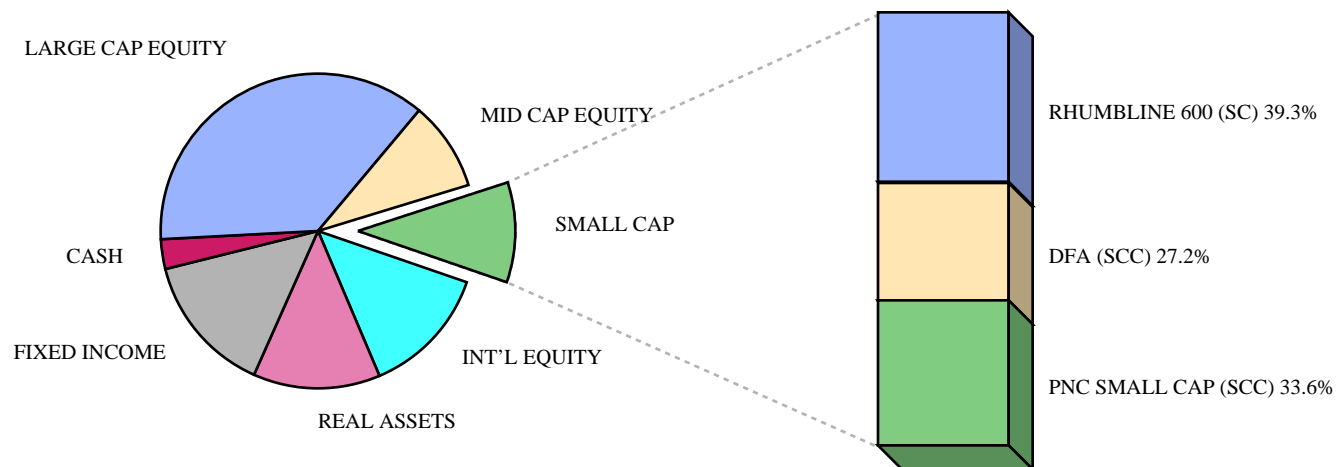 LARGE CAP EQUITY
MID CAP EQUITY
SMALL CAP
CASH
FIXED INCOME
INT'L EQUITY
REAL ASSETS
RHUMBLINE 600 (SC) 39.3%
DFA (SCC) 27.2%
PNC SMALL CAP (SCC) 33.6%